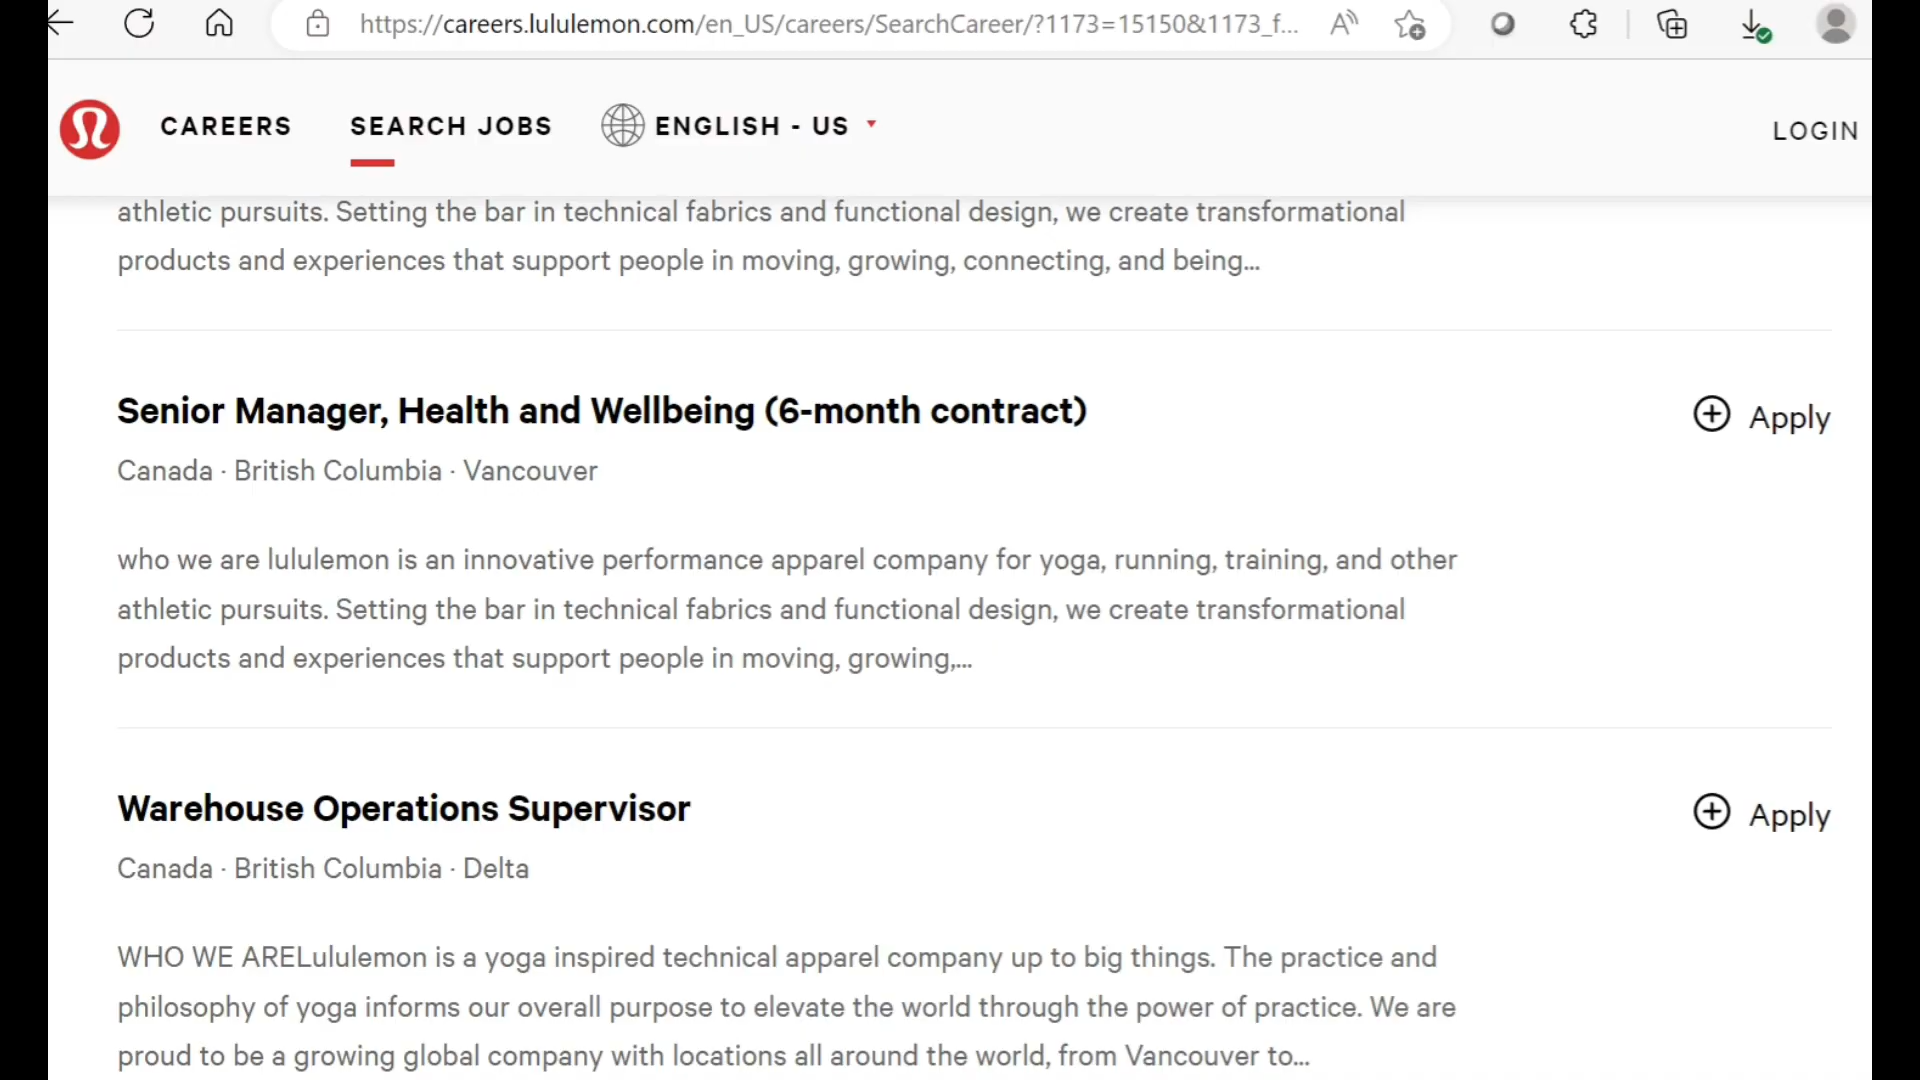 https://careers.lululemon.com/en_US/careers/SearchCareer/?1173=15150&1173_f...
CAREERS
SEARCH JOBS
ENGLISH - US
LOGIN
athletic pursuits. Setting the bar in technical fabrics and functional design, we create transformational
products and experiences that support people in moving, growing, connecting, and being...
Senior Manager, Health and Wellbeing (6-month contract)
Apply
Canada · British Columbia · Vancouver
who we are lululemon is an innovative performance apparel company for yoga, running, training, and other
athletic pursuits. Setting the bar in technical fabrics and functional design, we create transformational
products and experiences that support people in moving, growing,...
Warehouse Operations Supervisor
Apply
Canada · British Columbia · Delta
WHO WE ARELululemon is a yoga inspired technical apparel company up to big things. The practice and
philosophy of yoga informs our overall purpose to elevate the world through the power of practice. We are
proud to be a growing global company with locations all around the world, from Vancouver to...